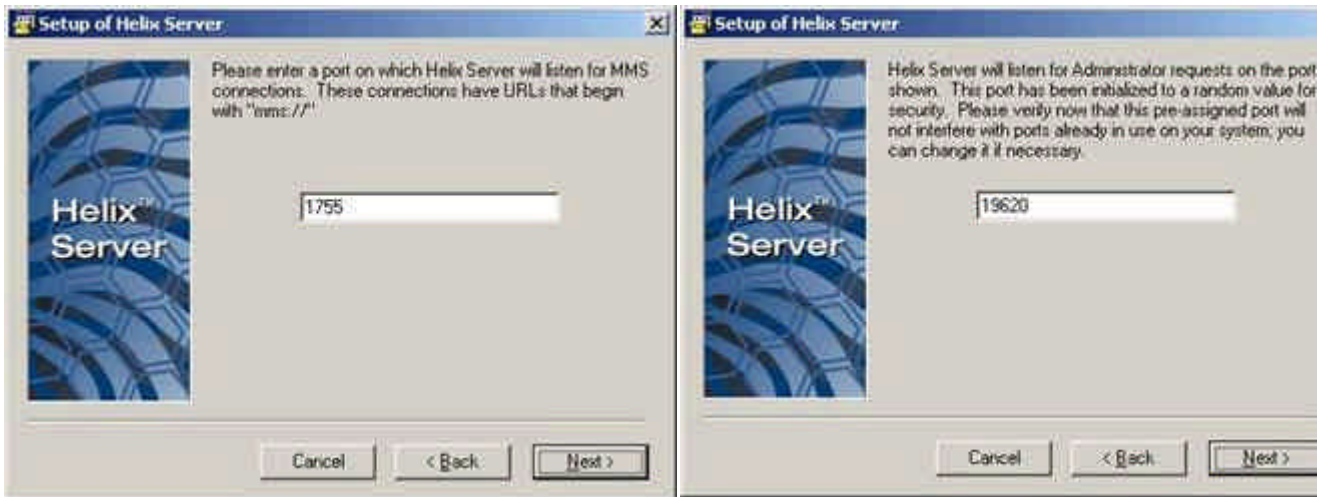 Setup of Helix Server
Please enter a port on which Helix Server will listen for MMS
connections. These connections have URLs that begin
with "mms://"
Helix™
Server
1755
Cancel
< Back
Next >
Setup of Helix Server
Helix Server will listen for Administrator requests on the port
shown. This port has been initialized to a random value for
security. Please verify now that this pre-assigned port will
not interfere with ports already in use on your system; you
can change it if necessary.
Helix™
Server
19620
Cancel
< Back
Next >